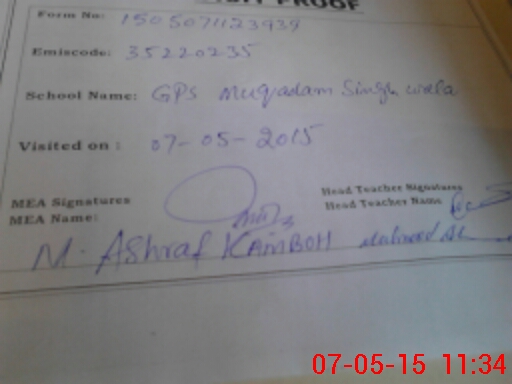 PROOF
Form No: 1505071123939
Emiscode: 35220235
School Name: GPS Muqadam Singh wala
Visited on : 07-05-2015
MEA Signatures
Head Teacher Signatures
MEA Name:
Head Teacher Name
M. AShraf KAMBOH
07-05-15 11:34